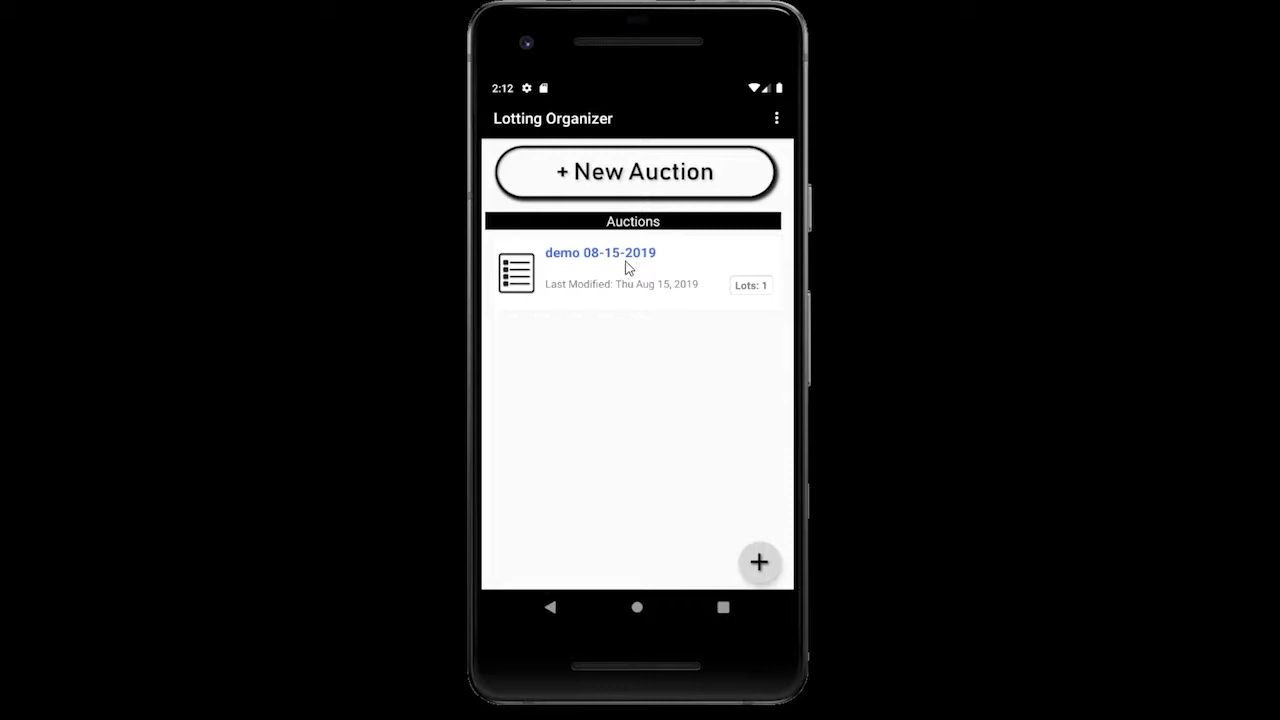 2:12
Lotting Organizer
+ New Auction
Auctions
demo 08-15-2019
Last Modified: Thu Aug 15, 2019
Lots: 1
+